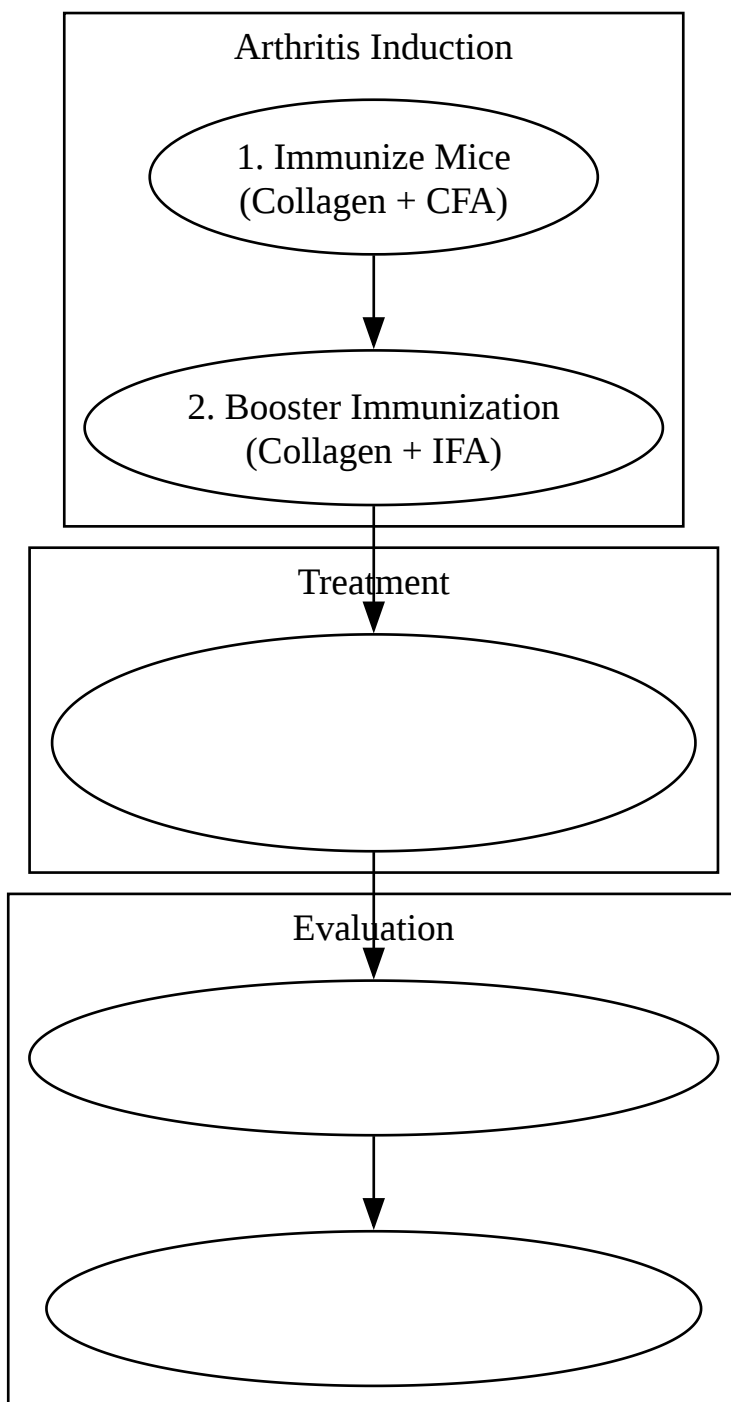 Arthritis Induction
1. Immunize Mice
(Collagen + CFA)
2. Booster Immunization
(Collagen + IFA)
Treatment
Evaluation